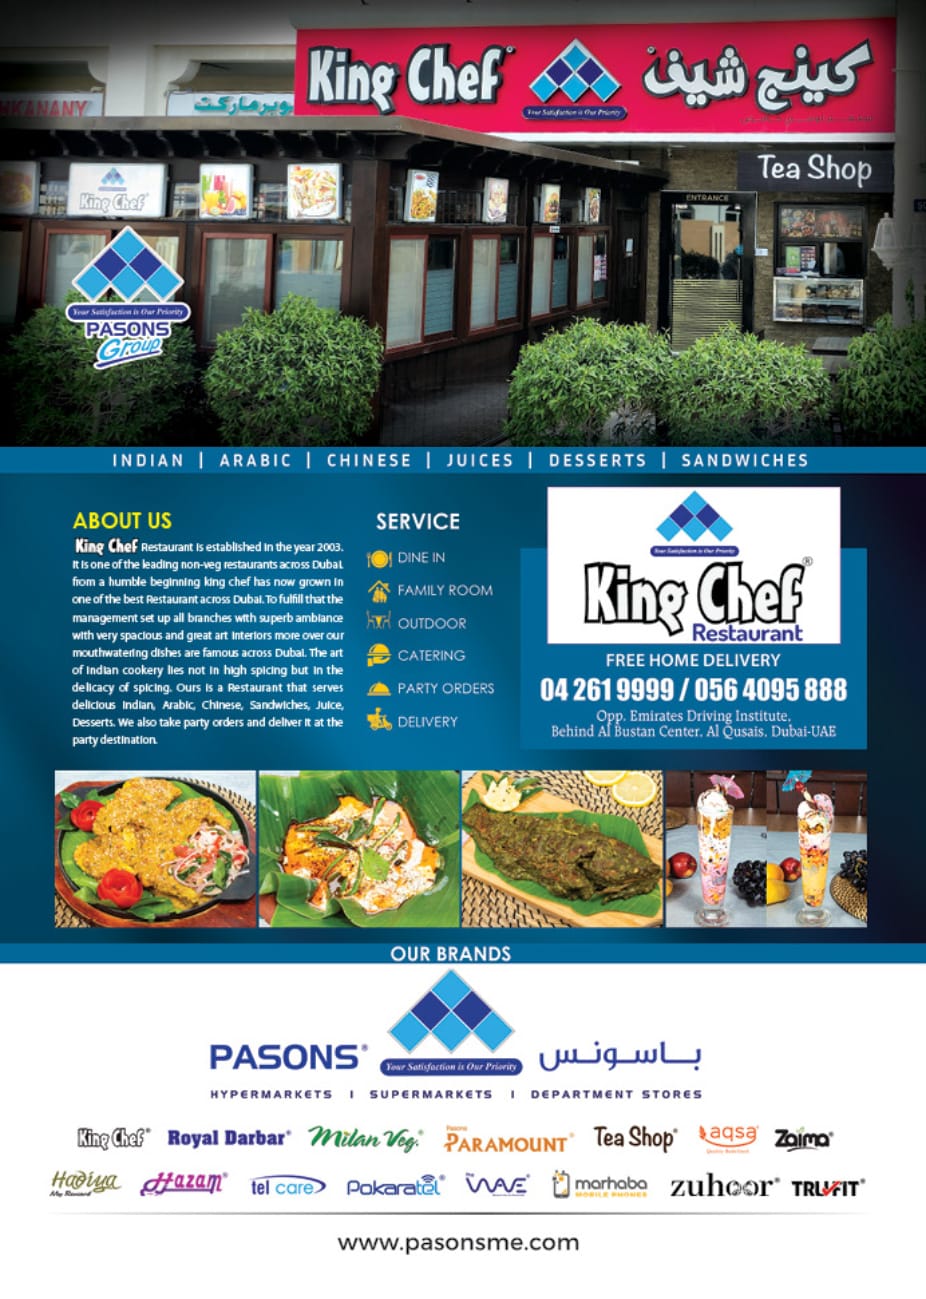 King Chef®
Your Satisfaction is Our Priority
كينج شيف
HKANANY
وبرماركت
Tea Shop
ENTRANCE
King Chef
Your Satisfaction is Our Priority
PASONS
Group
INDIAN | ARABIC | CHINESE | JUICES | DESSERTS | SANDWICHES
ABOUT US
King Chef Restaurant is established in the year 2003.
It is one of the leading non-veg restaurants across Dubai.
from a humble beginning king chef has now grown in
one of the best Restaurant across Dubai. To fulfill that the
management set up all branches with superb ambiance
with very spacious and great art interiors more over our
mouthwatering dishes are famous across Dubai. The art
of Indian cookery lies not in high spicing but in the
delicacy of spicing. Ours is a Restaurant that serves
delicious Indian, Arabic, Chinese, Sandwiches, Juice,
Desserts. We also take party orders and deliver it at the
party destination.
SERVICE
DINE IN
FAMILY ROOM
OUTDOOR
CATERING
PARTY ORDERS
DELIVERY
Your Satisfaction is Our Priority
King Chef®
Restaurant
FREE HOME DELIVERY
04 261 9999 / 056 4095 888
Opp. Emirates Driving Institute,
Behind Al Bustan Center, Al Qusais, Dubai-UAE
OUR BRANDS
PASONS® Your Satisfaction is Our Priority باسونس
HYPERMARKETS I SUPERMARKETS I DEPARTMENT STORES
King Chef® Royal Darbar® Milan Veg.® Pasons PARAMOUNT® Tea Shop® aqsa® Quality Redefined Zaima®
Hadiya Hazam® tel care Pokaratel® The WAVE® marhaba MOBILE PHONES zuhoor® TRUFIT®
www.pasonsme.com